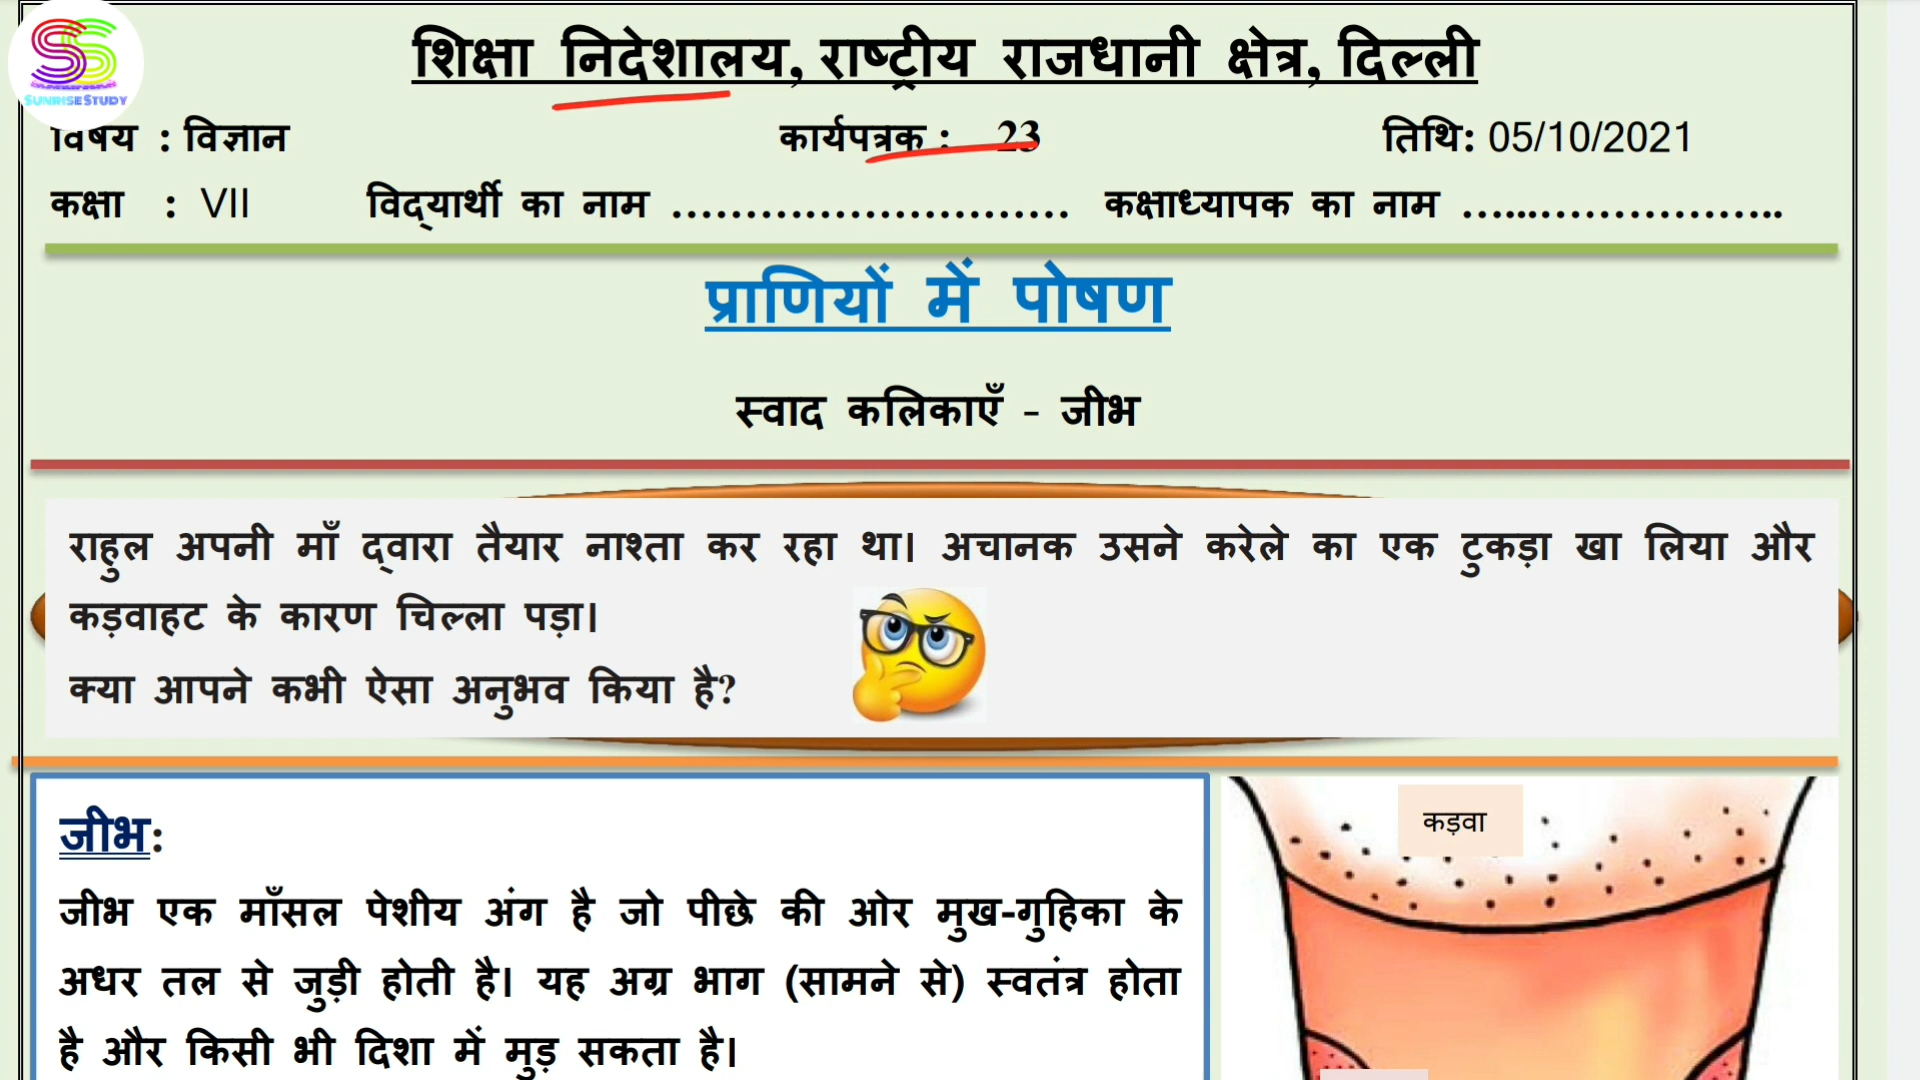 SUNRISESTUDY
शिक्षा निदेशालय, राष्ट्रीय राजधानी क्षेत्र, दिल्ली
विषय : विज्ञान कार्यपत्रक : 23 तिथि: 05/10/2021
कक्षा : VII विद्यार्थी का नाम ........................... कक्षाध्यापक का नाम ......................
प्राणियों में पोषण
स्वाद कलिकाएँ - जीभ
राहुल अपनी माँ द्वारा तैयार नाश्ता कर रहा था। अचानक उसने करेले का एक टुकड़ा खा लिया और
कड़वाहट के कारण चिल्ला पड़ा।
क्या आपने कभी ऐसा अनुभव किया है?
जीभ:
जीभ एक माँसल पेशीय अंग है जो पीछे की ओर मुख-गुहिका के
अधर तल से जुड़ी होती है। यह अग्र भाग (सामने से) स्वतंत्र होता
है और किसी भी दिशा में मुड़ सकता है।
कड़वा